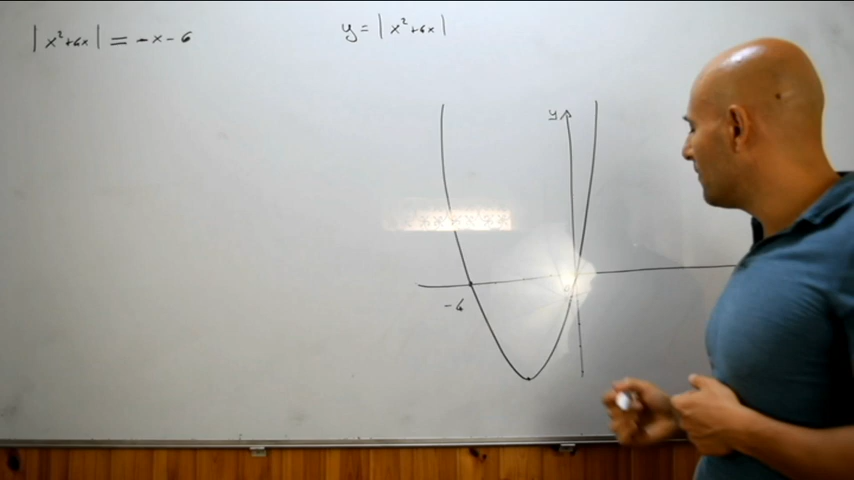 |x²+6x| = -x-6
y = |x²+6x|
y
-6